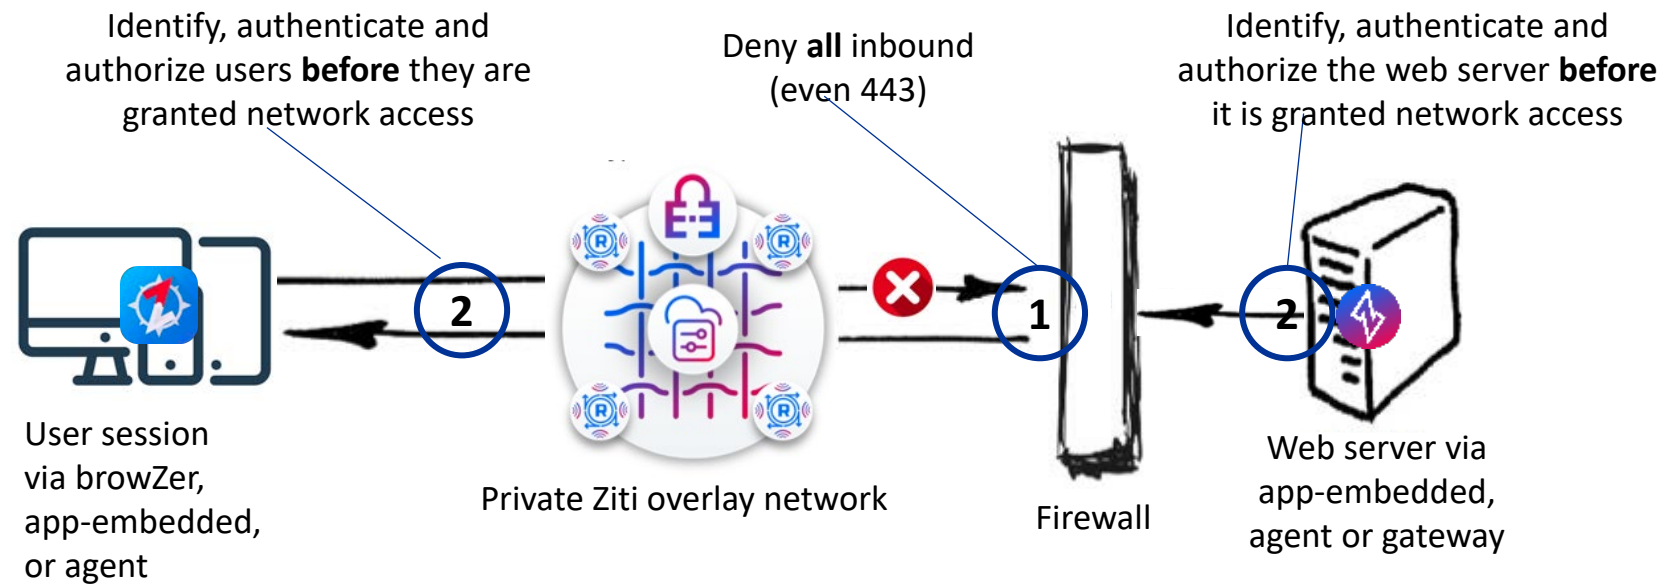 Identify, authenticate and
authorize users before they are
granted network access
Deny all inbound
(even 443)
Identify, authenticate and
authorize the web server before
it is granted network access
R
R
2
1
2
R
R
User session
via browZer,
app-embedded,
or agent
Private Ziti overlay network
Firewall
Web server via
app-embedded,
agent or gateway